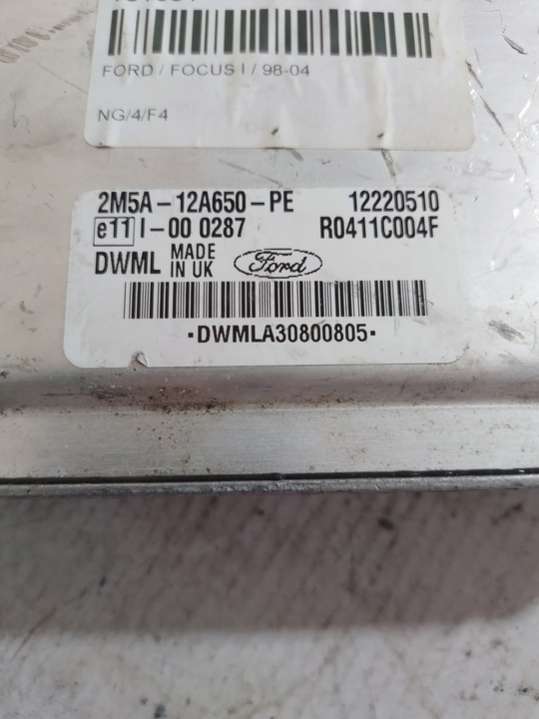 FORD / FOCUS I / 98-04
NG/4/F4
2M5A-12A650-PE 12220510
e11 I-00 0287 R0411C004F
DWML MADE IN UK Ford
·DWMLA30800805·